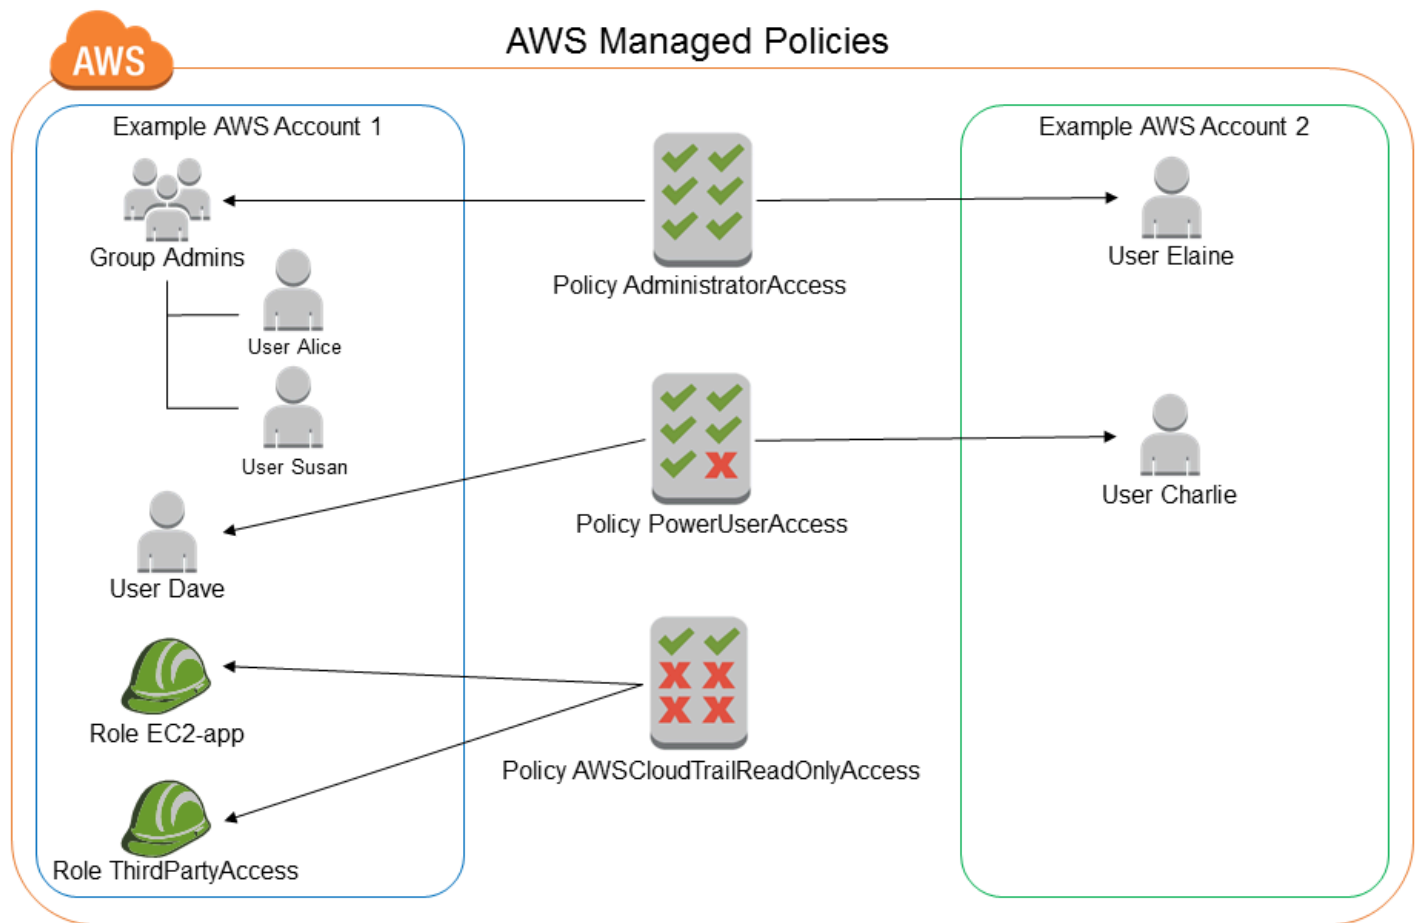 AWS Managed Policies
AWS
Example AWS Account 1
Example AWS Account 2
Group Admins
User Alice
User Susan
User Dave
Role EC2-app
Role ThirdPartyAccess
Policy AdministratorAccess
Policy PowerUserAccess
Policy AWSCloudTrailReadOnlyAccess
User Elaine
User Charlie